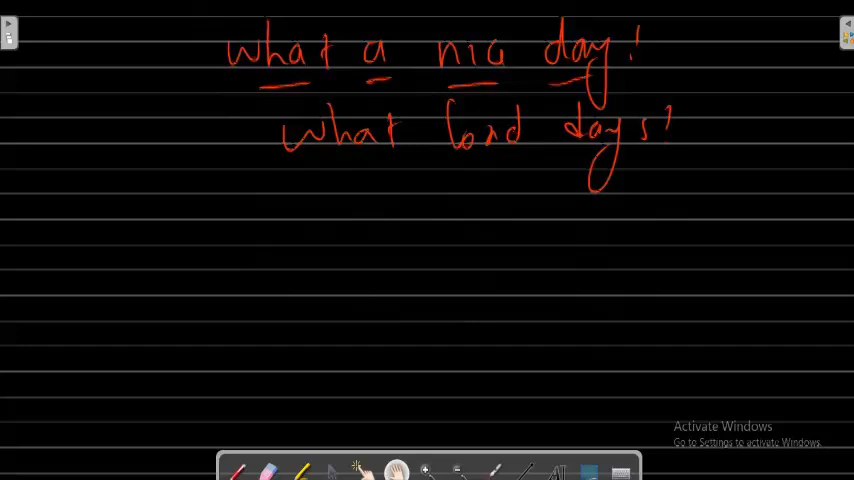 what a nice day!
what bad days!
Activate Windows
Go to Settings to activate Windows.